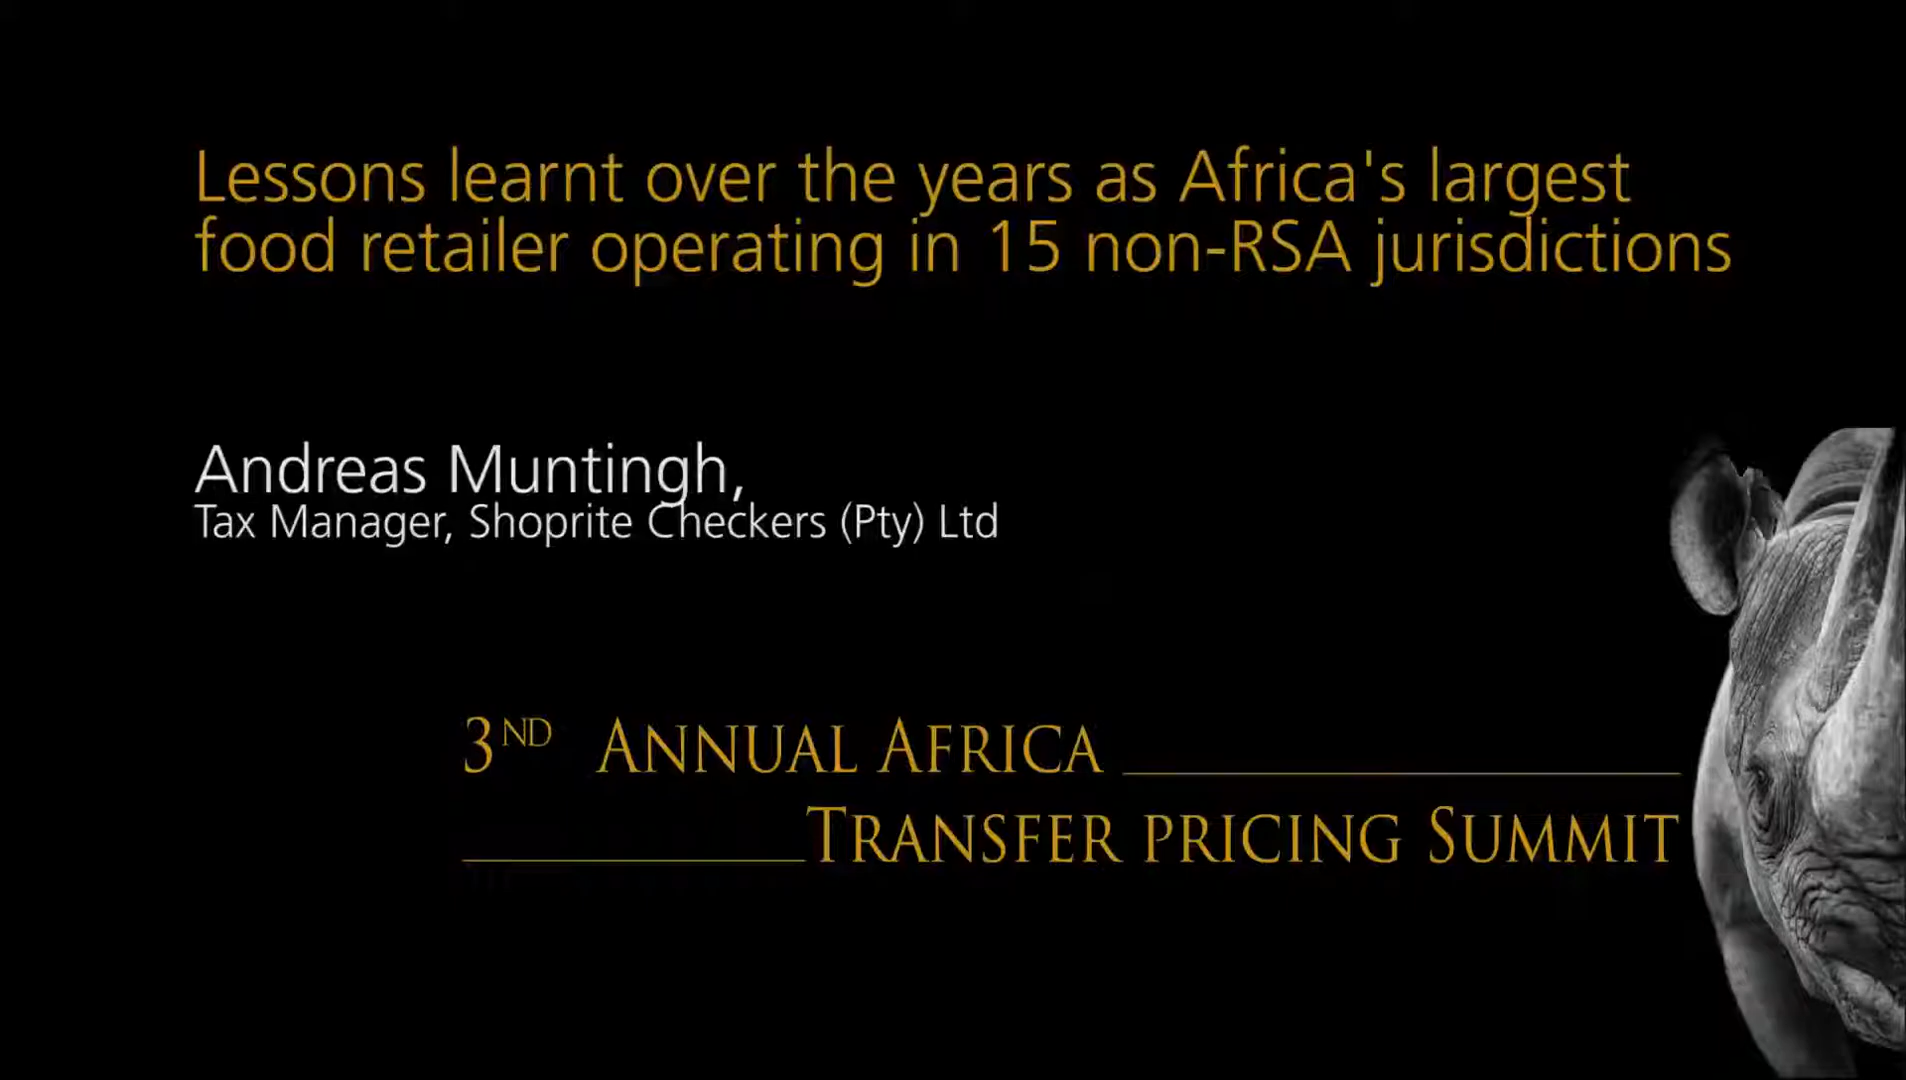 Lessons learnt over the years as Africa's largest
food retailer operating in 15 non-RSA jurisdictions
Andreas Muntingh,
Tax Manager, Shoprite Checkers (Pty) Ltd
3ND ANNUAL AFRICA
TRANSFER PRICING SUMMIT